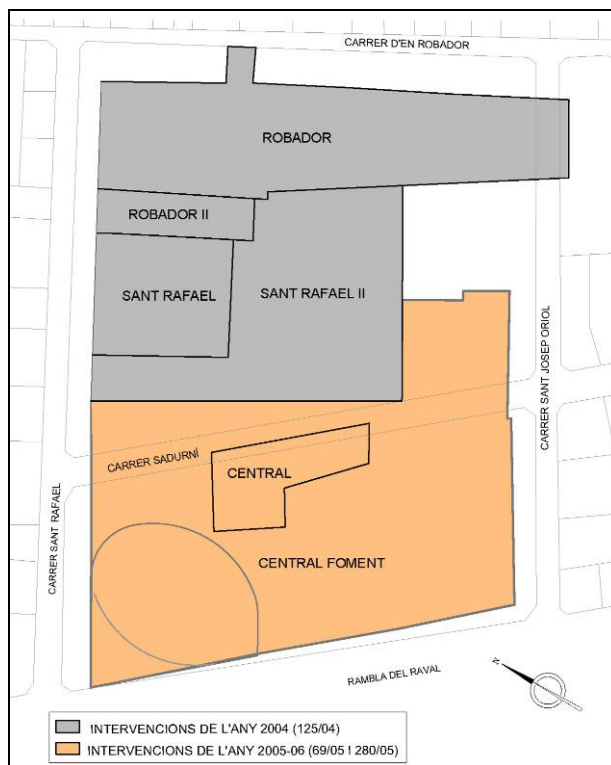 CARRER D'EN ROBADOR
ROBADOR
ROBADOR II
SANT RAFAEL
SANT RAFAEL II
CARRER SANT JOSEP ORIOL
CARRER SADURNÍ
CENTRAL
CARRER SANT RAFAEL
CENTRAL FOMENT
RAMBLA DEL RAVAL
N
INTERVENCIONS DE L'ANY 2004 (125/04)
INTERVENCIONS DE L'ANY 2005-06 (69/05 I 280/05)